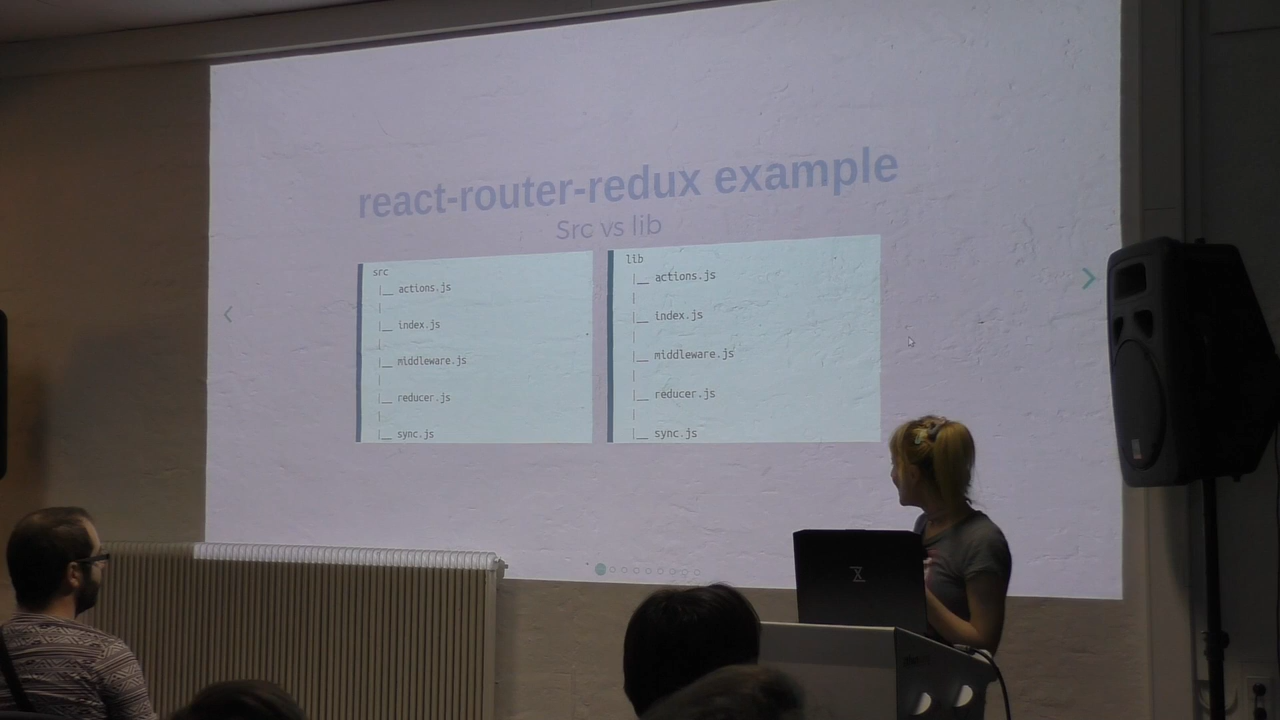 react-router-redux example
Src vs lib
src
|__ actions.js
|
|__ index.js
|
|__ middleware.js
|
|__ reducer.js
|
|__ sync.js
lib
|__ actions.js
|
|__ index.js
|
|__ middleware.js
|
|__ reducer.js
|
|__ sync.js